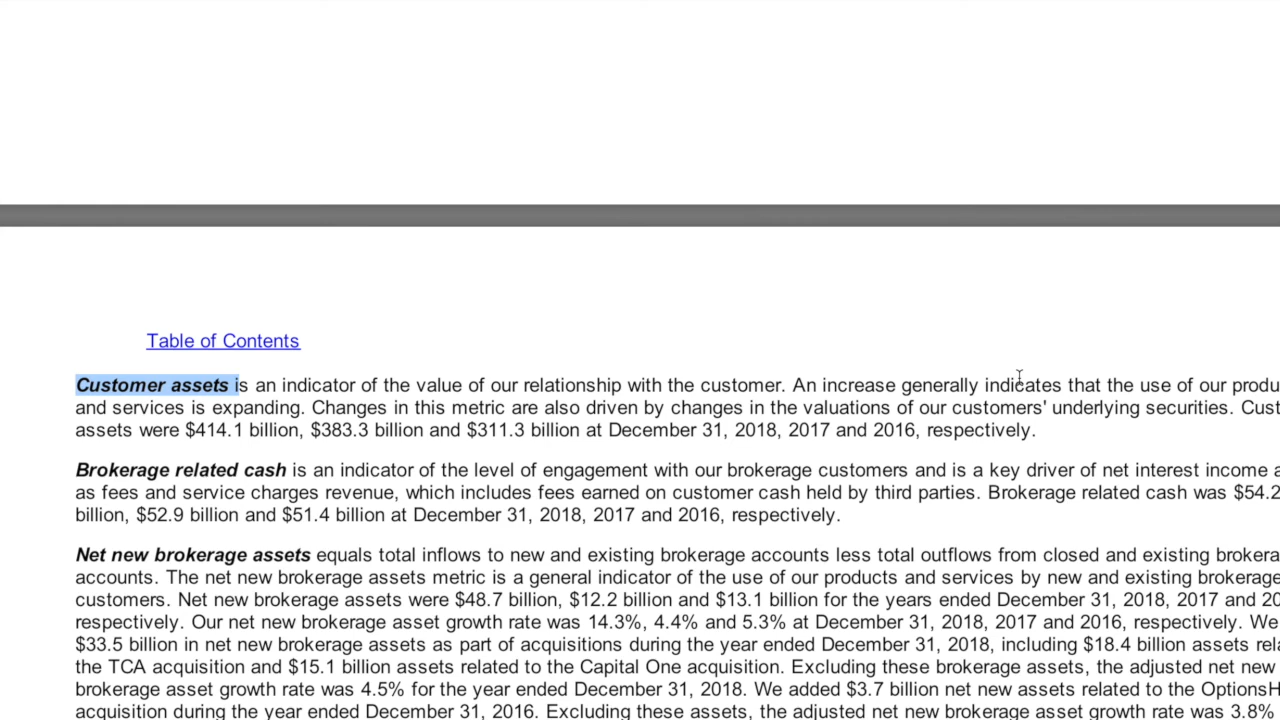 Table of Contents
Customer assets is an indicator of the value of our relationship with the customer. An increase generally indicates that the use of our
and services is expanding. Changes in this metric are also driven by changes in the valuations of our customers' underlying securities.
assets were $414.1 billion, $383.3 billion and $311.3 billion at December 31, 2018, 2017 and 2016, respectively.
Brokerage related cash is an indicator of the level of engagement with our brokerage customers and is a key driver of net interest income
as fees and service charges revenue, which includes fees earned on customer cash held by third parties. Brokerage related cash was $54.2
billion, $52.9 billion and $51.4 billion at December 31, 2018, 2017 and 2016, respectively.
Net new brokerage assets equals total inflows to new and existing brokerage accounts less total outflows from closed and existing
accounts. The net new brokerage assets metric is a general indicator of the use of our products and services by new and existing brokerage
customers. Net new brokerage assets were $48.7 billion, $12.2 billion and $13.1 billion for the years ended December 31, 2018, 2017 and
respectively. Our net new brokerage asset growth rate was 14.3%, 4.4% and 5.3% at December 31, 2018, 2017 and 2016, respectively. We
$33.5 billion in net new brokerage assets as part of acquisitions during the year ended December 31, 2018, including $18.4 billion assets
the TCA acquisition and $15.1 billion assets related to the Capital One acquisition. Excluding these brokerage assets, the adjusted net new
brokerage asset growth rate was 4.5% for the year ended December 31, 2018. We added $3.7 billion net new assets related to the
acquisition during the year ended December 31, 2016. Excluding these assets, the adjusted net new brokerage asset growth rate was 3.8%